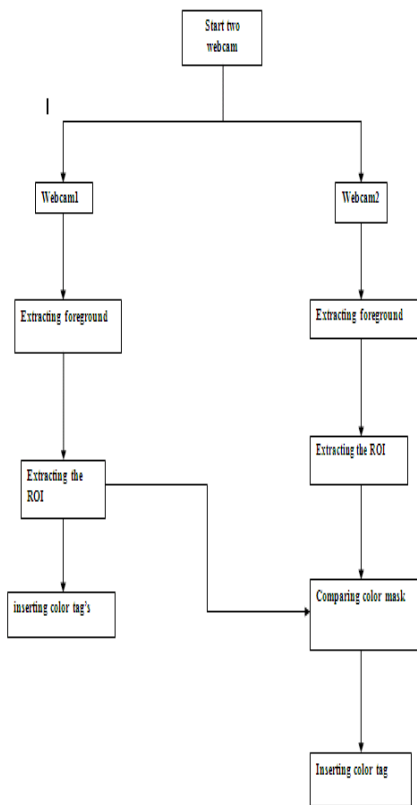 Start two
webcam
Webcam1
Webcam2
Extracting foreground
Extracting foreground
Extracting the ROI
Extracting the
ROI
Comparing color mask
inserting color tag's
Inserting color tag